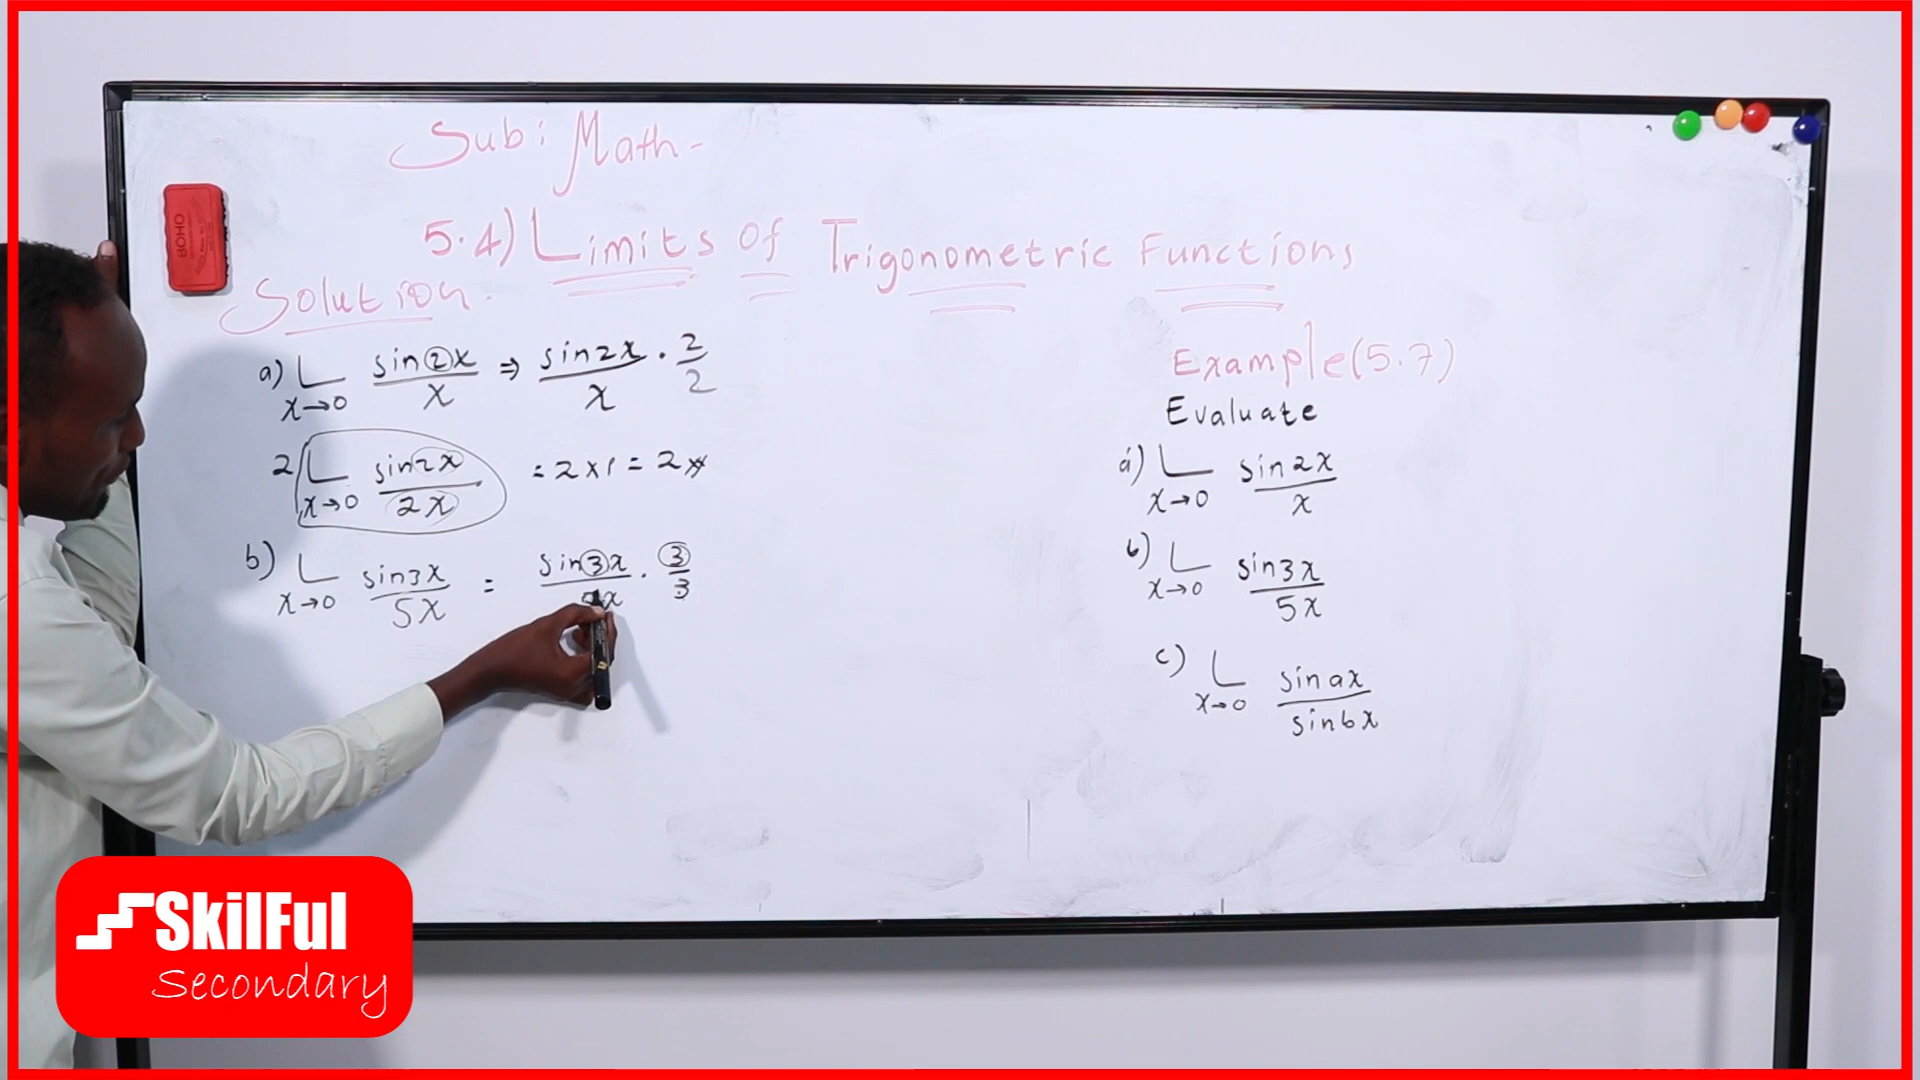 Sub: Math-
5.4) Limits of Trigonometric Functions
Solution.
a) L x→0 sin2x/x ⇒ sin2x/x · 2/2
2 L x→0 sin2x/2x = 2x1 = 2
b) L x→0 sin3x/5x = sin3x/5x · 3/3
Example (5.7)
Evaluate
a) L x→0 sin2x/x
b) L x→0 sin3x/5x
c) L x→0 sinax/sinbx
BOHO
SkilFul
Secondary